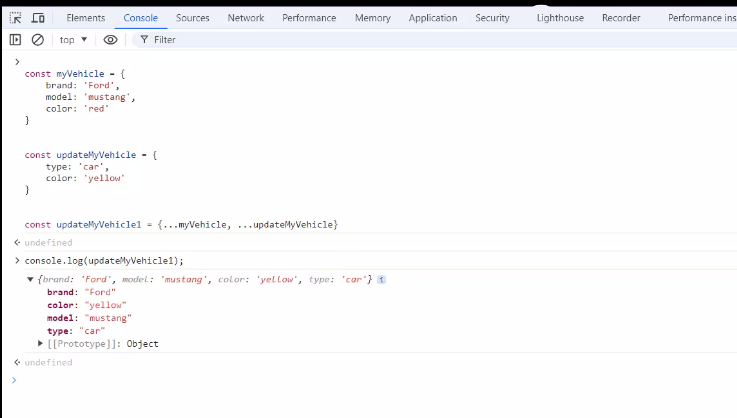 Elements Console Sources Network Performance Memory Application Security Lighthouse Recorder Performance ins
top ▼ Filter
>
const myVehicle = {
    brand: 'Ford',
    model: 'mustang',
    color: 'red'
}
const updateMyVehicle = {
    type: 'car',
    color: 'yellow'
}
const updateMyVehicle1 = {...myVehicle, ...updateMyVehicle}
undefined
> console.log(updateMyVehicle1);
▼ {brand: 'Ford', model: 'mustang', color: 'yellow', type: 'car'} i
brand: "Ford"
color: "yellow"
model: "mustang"
type: "car"
▶ [[Prototype]]: Object
undefined
>